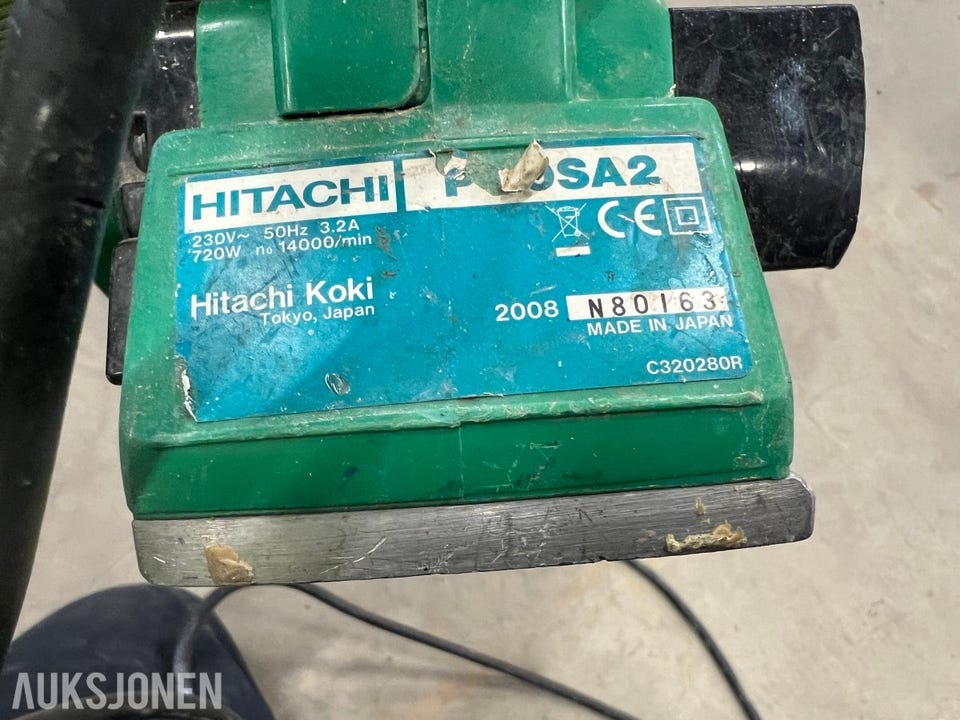 HITACHI
230V~ 50Hz 3.2A
720W n₀ 14000/min
Hitachi Koki
Tokyo, Japan
CE
2008 N80163
MADE IN JAPAN
C320280R
AUKSJONEN